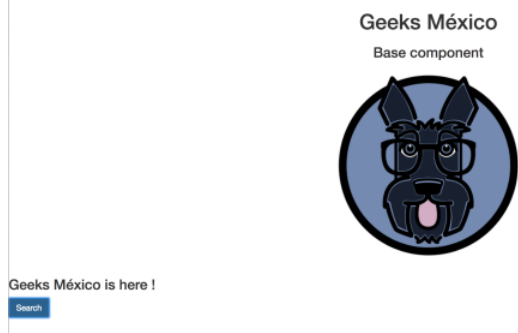 Geeks México
Base component
Geeks México is here !
Search